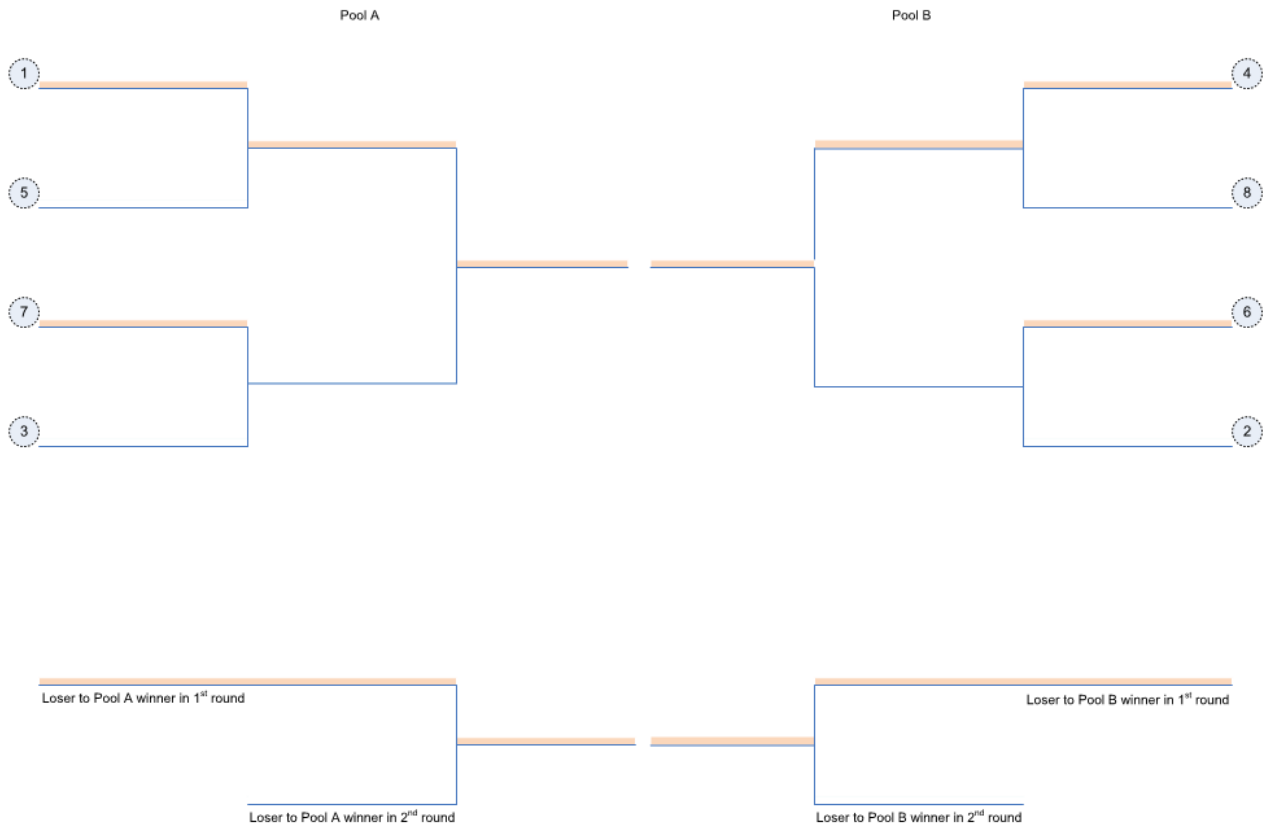 Pool A Pool B
1 4
5 8
7 6
3 2
Loser to Pool A winner in 1st round Loser to Pool B winner in 1st round
Loser to Pool A winner in 2nd round Loser to Pool B winner in 2nd round